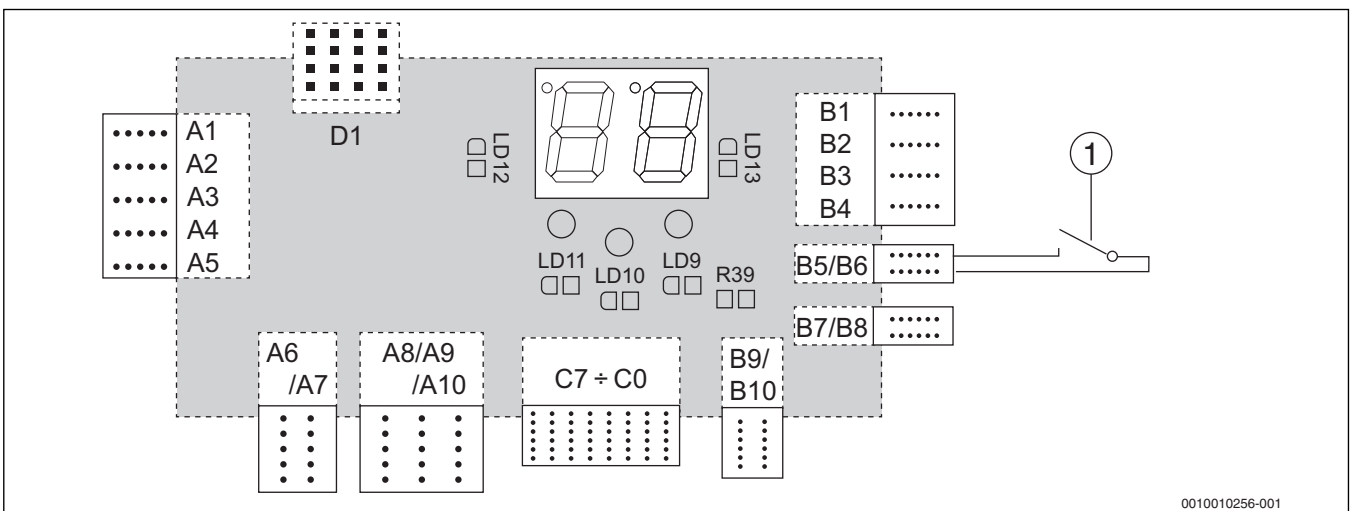 D1
A1
A2
A3
A4
A5
LD12
LD13
B1
B2
B3
B4
1
LD11
LD10
LD9
R39
B5/B6
B7/B8
A6
/A7
A8/A9
/A10
C7 ÷ C0
B9/
B10
0010010256-001